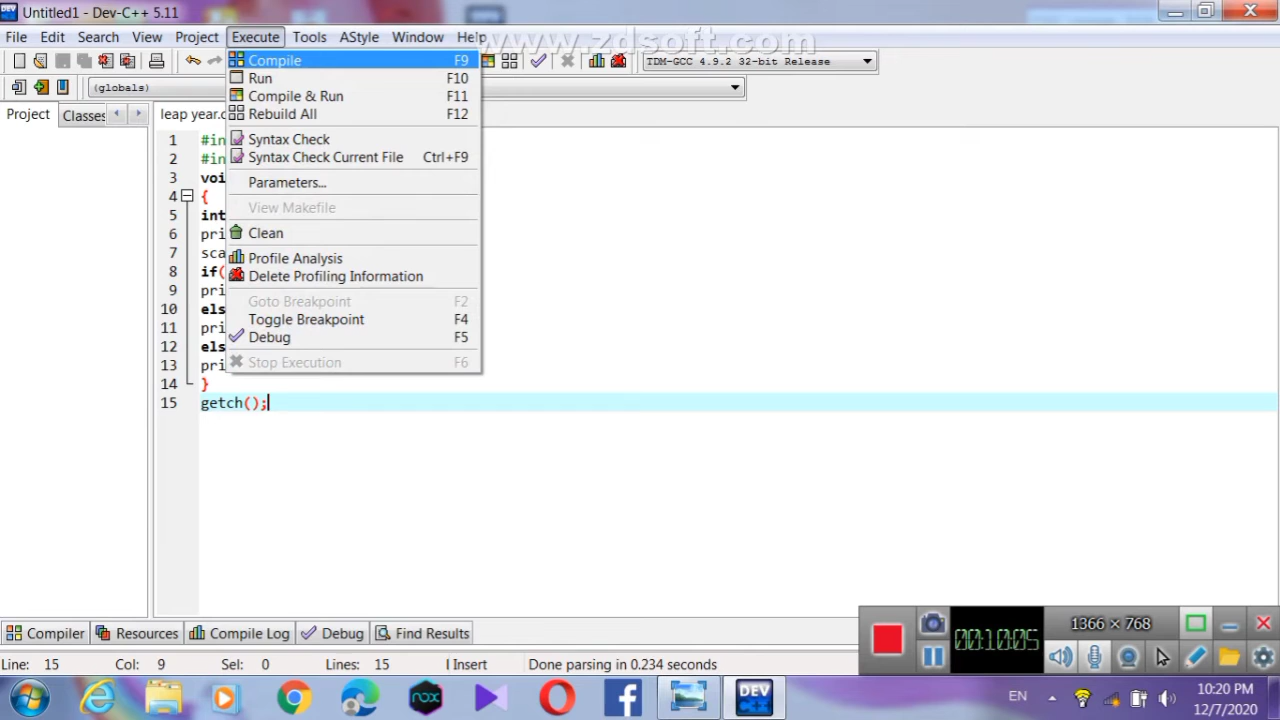 Untitled1 - Dev-C++ 5.11
File Edit Search View Project Execute Tools AStyle Window Help
www.zdsoft.com
TDM-GCC 4.9.2 32-bit Release
(globals)
Project Classes
leap year.c
Compile F9
Run F10
Compile & Run F11
Rebuild All F12
Syntax Check
Syntax Check Current File Ctrl+F9
Parameters...
View Makefile
Clean
Profile Analysis
Delete Profiling Information
Goto Breakpoint F2
Toggle Breakpoint F4
Debug F5
Stop Execution F6
1 #in
2 #in
3 voi
4 {
5 int
6 pri
7 sca
8 if(
9 pri
10 els
11 pri
12 els
13 pri
14 }
15 getch();
Compiler Resources Compile Log Debug Find Results
00:10:05
1366 × 768
Line: 15 Col: 9 Sel: 0 Lines: 15 Insert Done parsing in 0.234 seconds
nox
DEV C++
EN
10:20 PM
12/7/2020